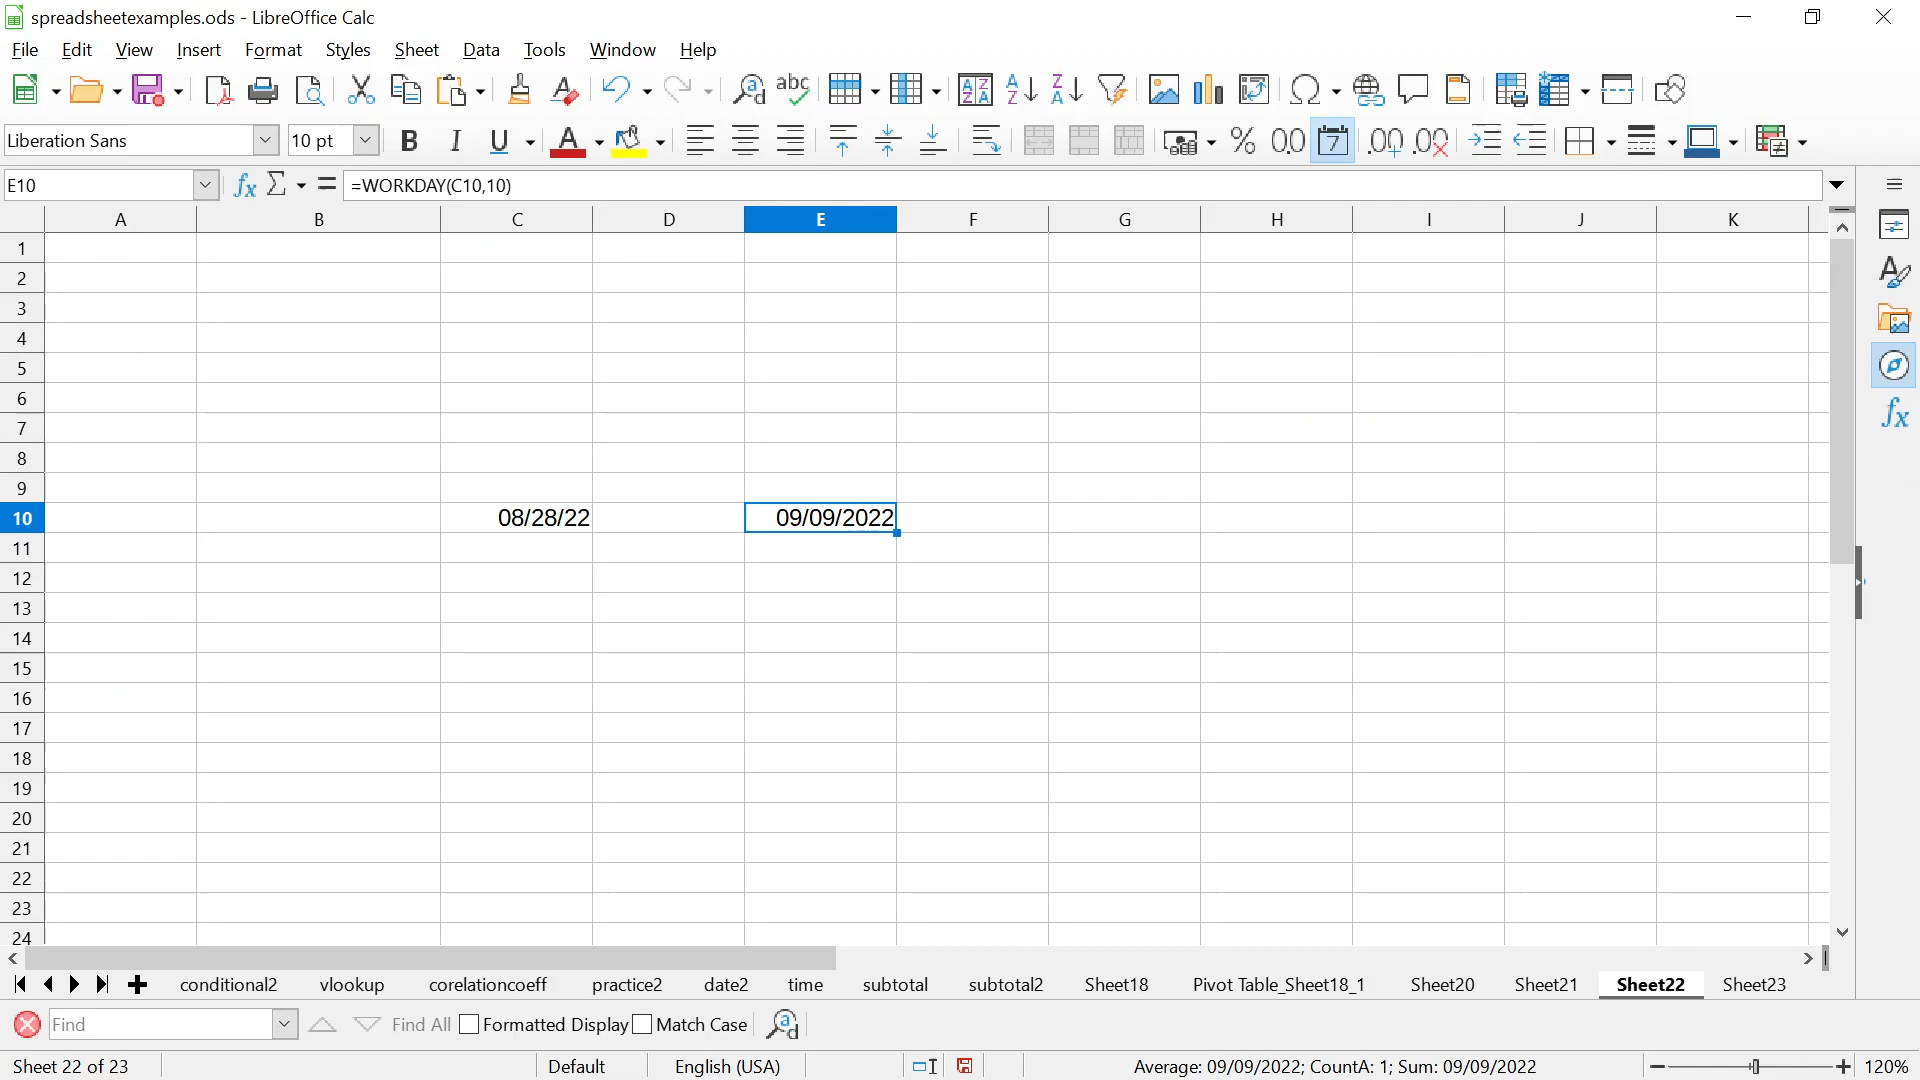 spreadsheetexamples.ods - LibreOffice Calc
File Edit View Insert Format Styles Sheet Data Tools Window Help
Liberation Sans 10 pt
E10 =WORKDAY(C10,10)
A B C D E F G H I J K
1
2
3
4
5
6
7
8
9
10 08/28/22 09/09/2022
11
12
13
14
15
16
17
18
19
20
21
22
23
24
conditional2 vlookup corelationcoeff practice2 date2 time subtotal subtotal2 Sheet18 Pivot Table_Sheet18_1 Sheet20 Sheet21 Sheet22 Sheet23
Find Find All Formatted Display Match Case
Sheet 22 of 23 Default English (USA) Average: 09/09/2022; CountA: 1; Sum: 09/09/2022 120%